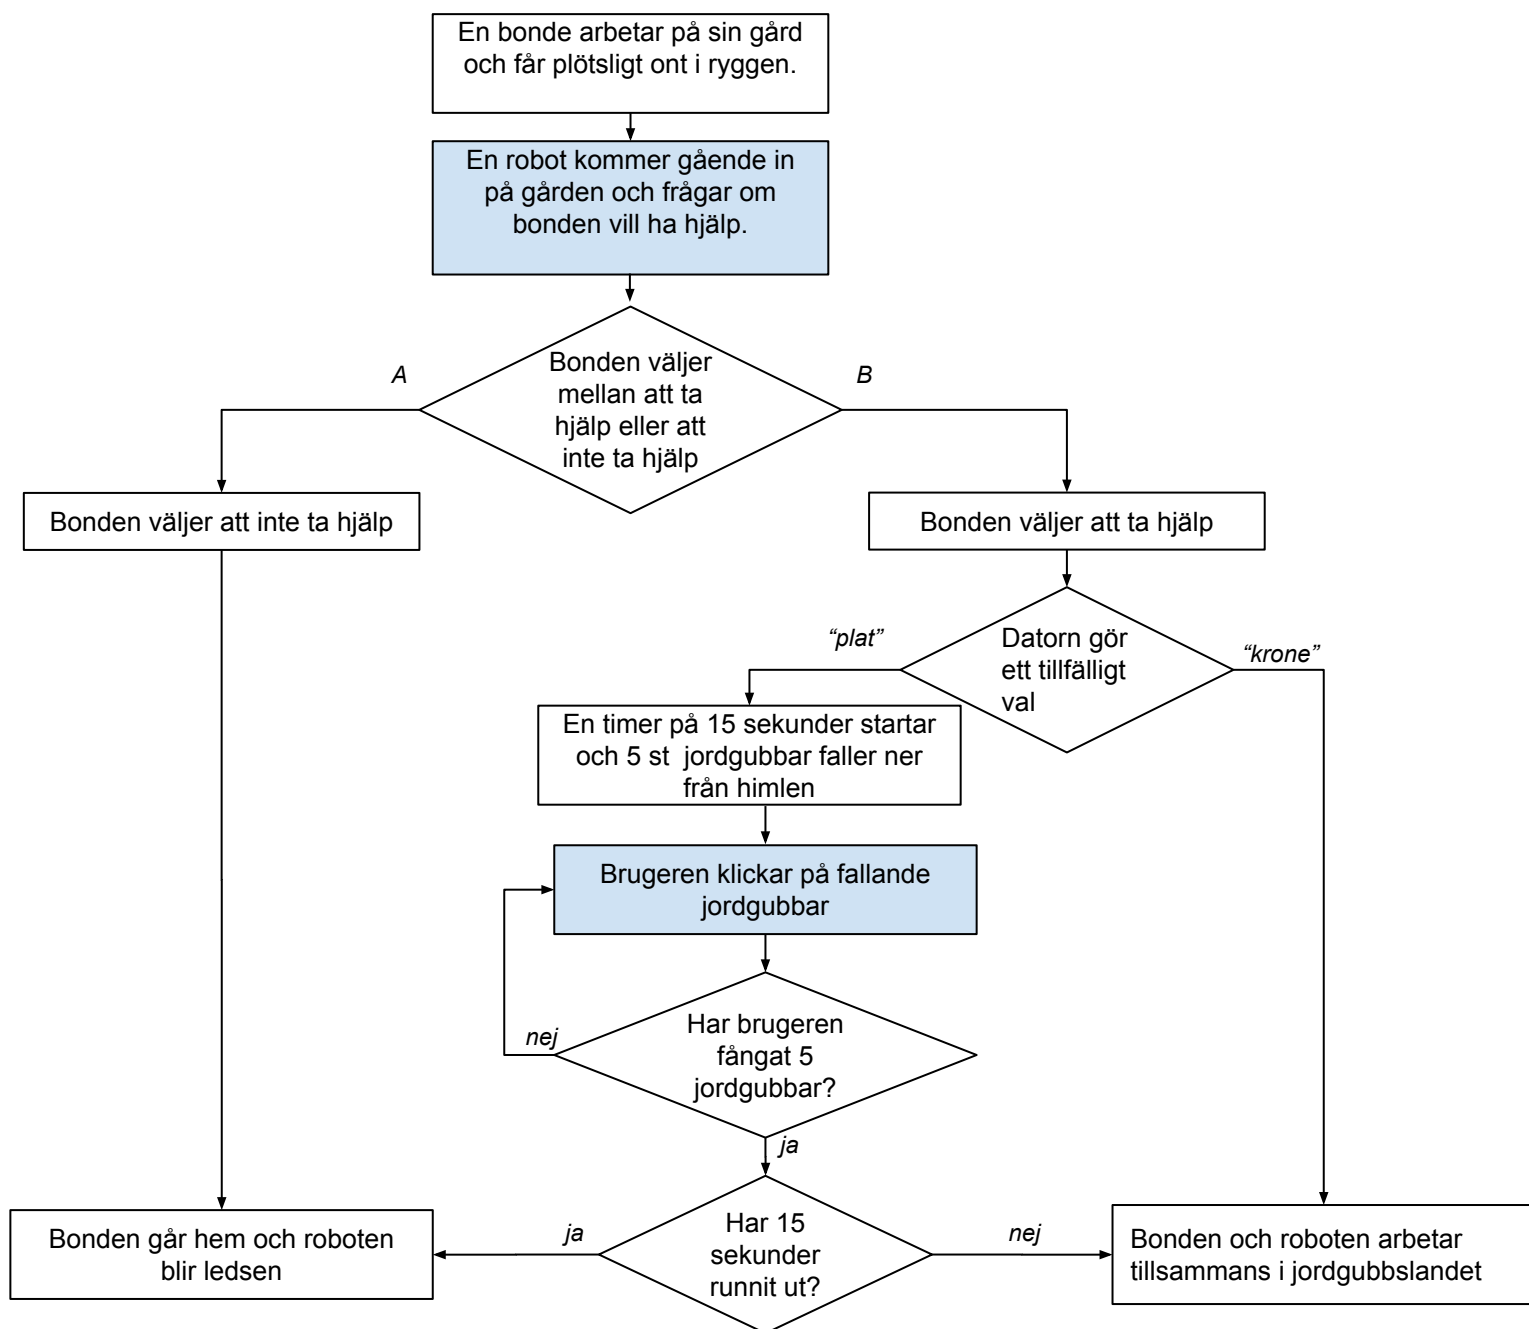 En bonde arbetar på sin gård
och får plötsligt ont i ryggen.
En robot kommer gående in
på gården och frågar om
bonden vill ha hjälp.
Bonden väljer
mellan att ta
hjälp eller att
inte ta hjälp
A
B
Bonden väljer att inte ta hjälp
Bonden väljer att ta hjälp
Datorn gör
ett tillfälligt
val
“plat”
“krone”
En timer på 15 sekunder startar
och 5 st  jordgubbar faller ner
från himlen
Brugeren klickar på fallande
jordgubbar
Har brugeren
fångat 5
jordgubbar?
nej
ja
Har 15
sekunder
runnit ut?
ja
nej
Bonden går hem och roboten
blir ledsen
Bonden och roboten arbetar
tillsammans i jordgubbslandet